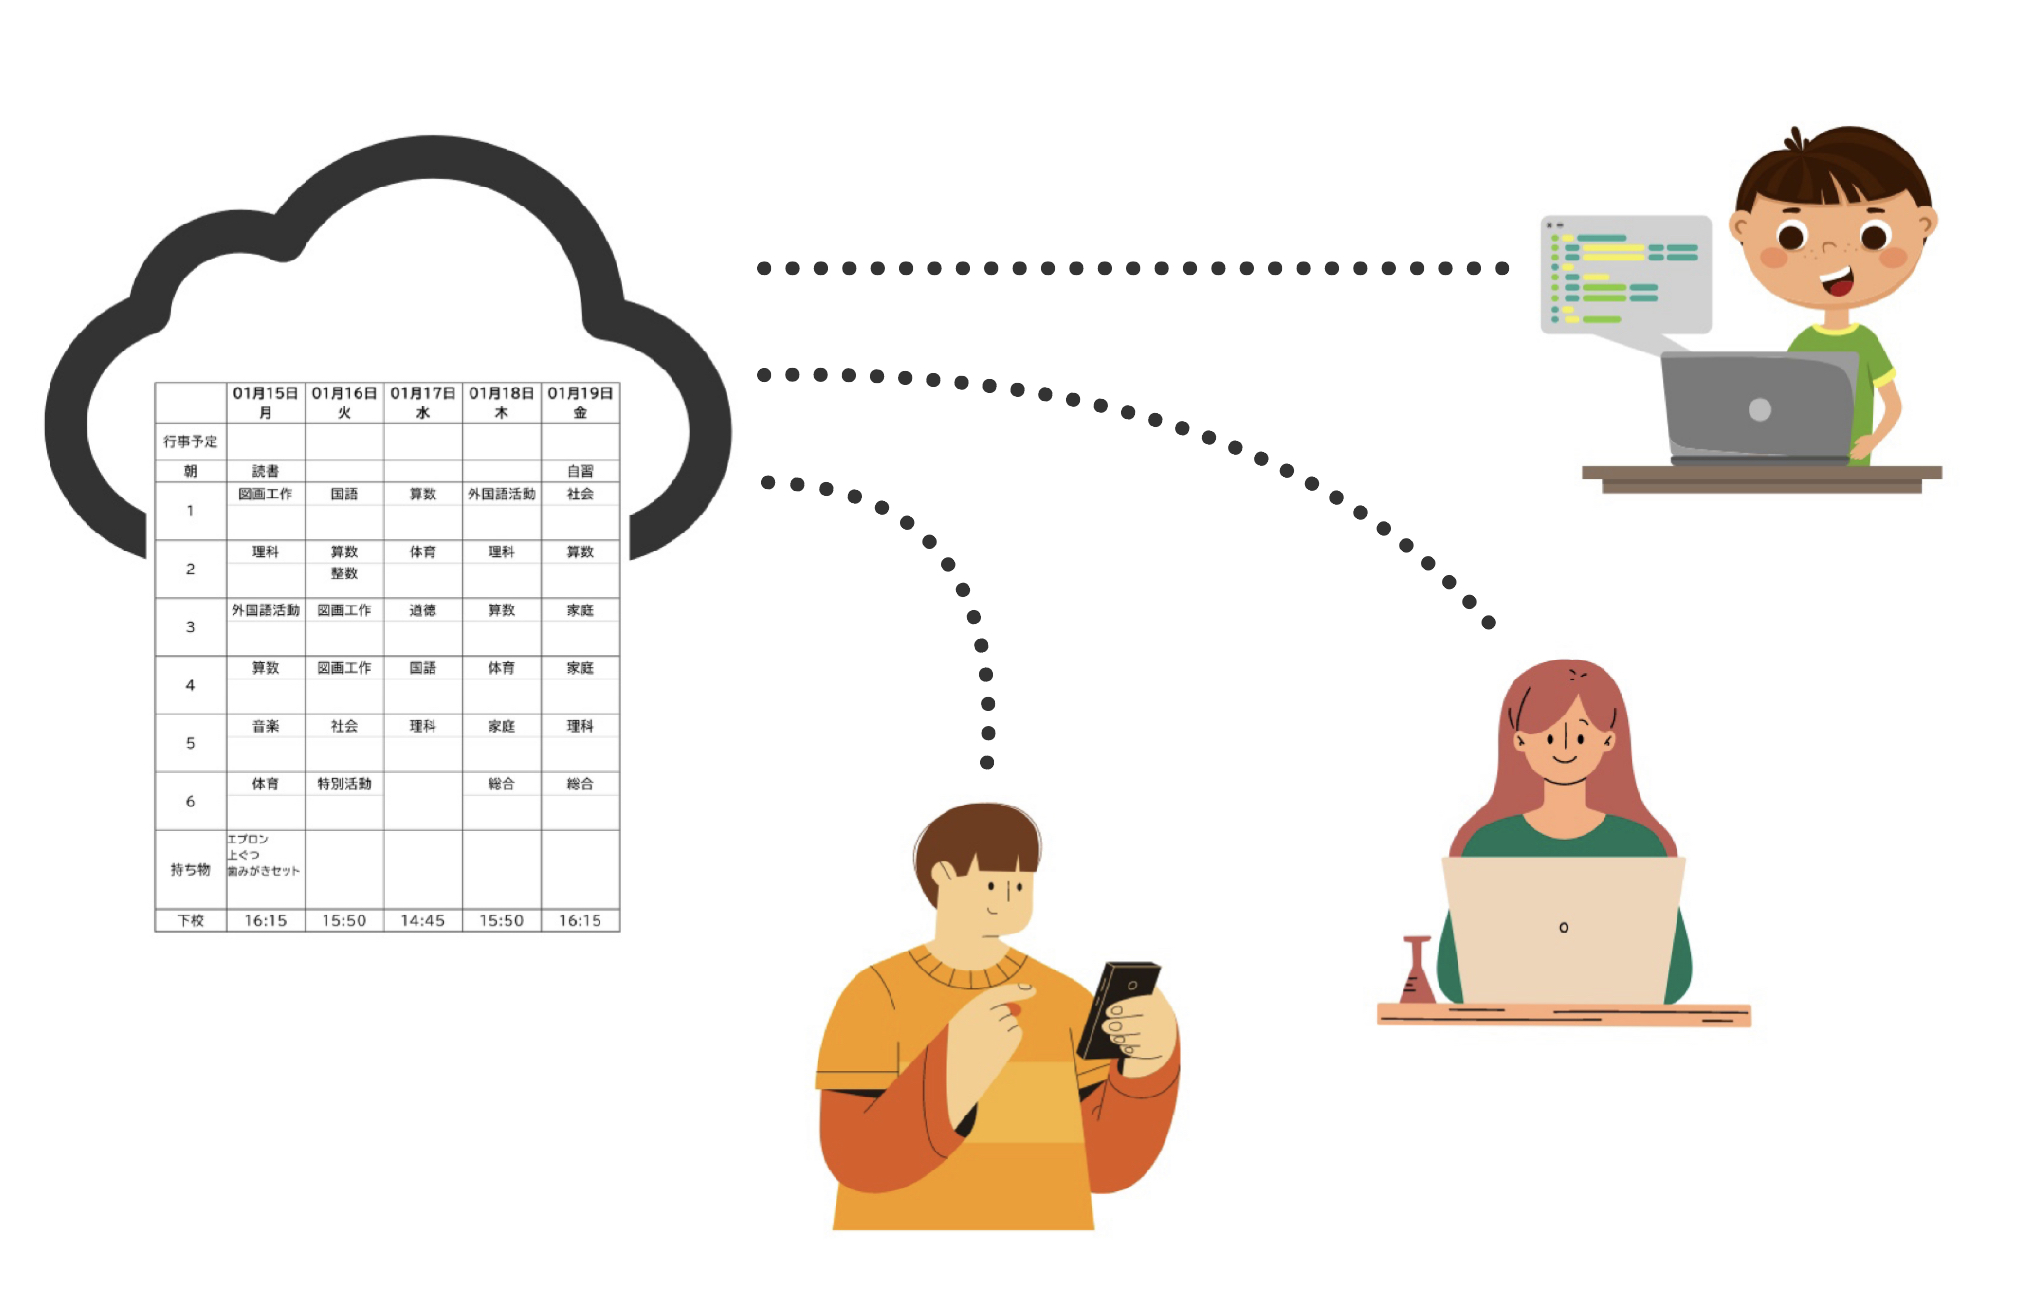 01月15日 01月16日 01月17日 01月18日 01月19日
月 火 水 木 金
行事予定
朝 読書 自習
図画工作 国語 算数 外国語活動 社会
1
理科 算数 体育 理科 算数
2
整数
外国語活動 図画工作 道徳 算数 家庭
3
算数 図画工作 国語 体育 家庭
4
音楽 社会 理科 家庭 理科
5
体育 特別活動 総合 総合
6
エプロン
上ぐつ
持ち物 歯みがきセット
下校 16:15 15:50 14:45 15:50 16:15